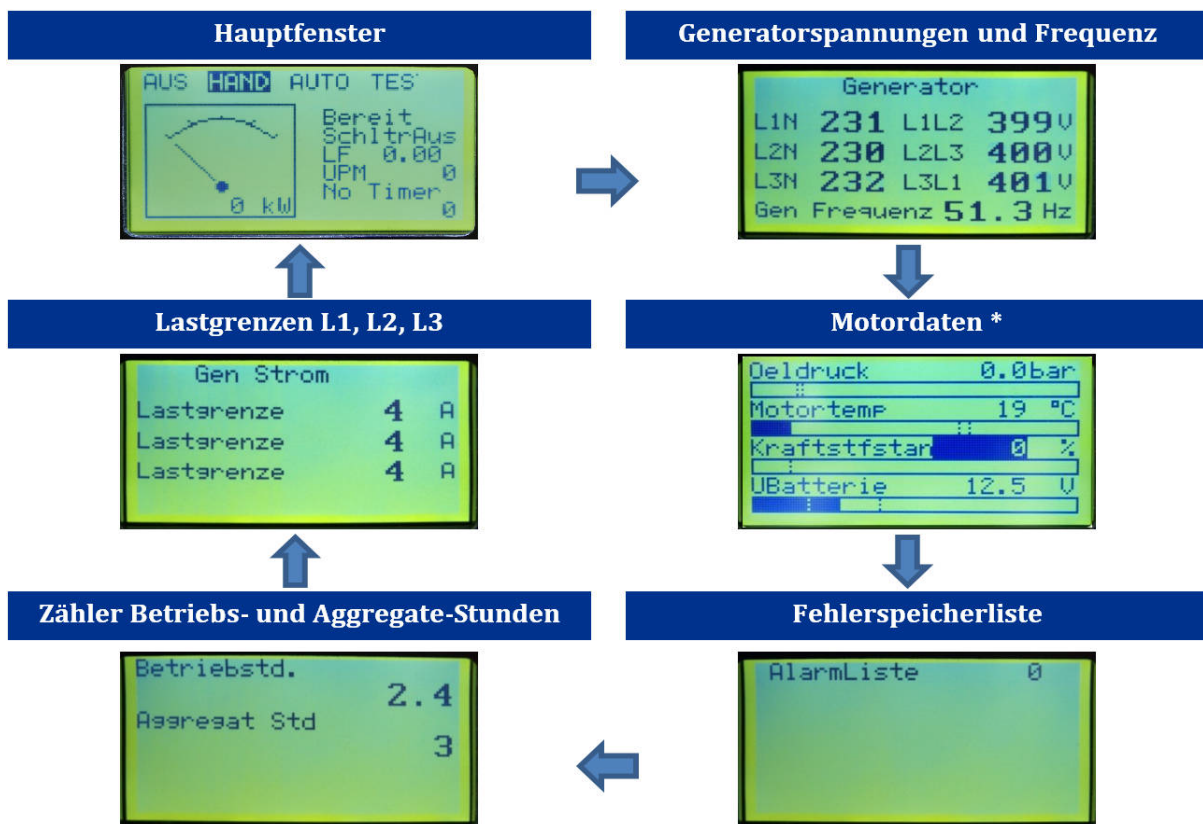 Hauptfenster
AUS HAND AUTO TES
Bereit
SchltrAus
LF 0.00
UPM 0
No Timer
0 kW 0
Generatorspannungen und Frequenz
Generator
L1N 231 L1L2 399 V
L2N 230 L2L3 400 V
L3N 232 L3L1 401 V
Gen Frequenz 51.3 Hz
Lastgrenzen L1, L2, L3
Gen Strom
Lastgrenze 4 A
Lastgrenze 4 A
Lastgrenze 4 A
Motordaten *
Oeldruck 0.0bar
Motortemp 19 °C
Kraftstfstan 0 %
UBatterie 12.5 V
Zähler Betriebs- und Aggregate-Stunden
Betriebstd.
2.4
Aggregat Std
3
Fehlerspeicherliste
AlarmListe 0